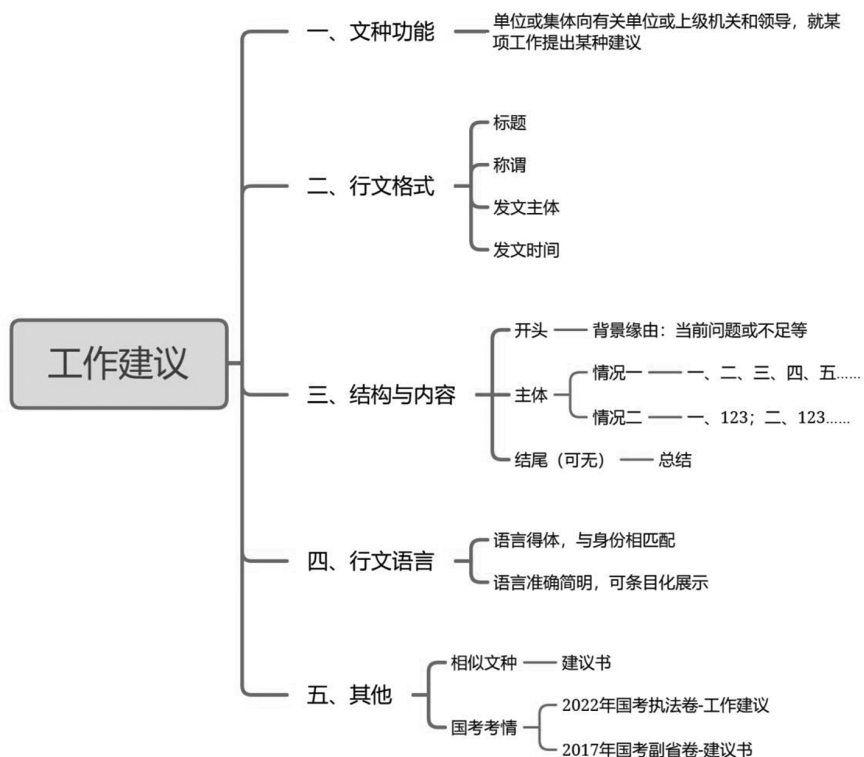 工作建议
一、文种功能
单位或集体向有关单位或上级机关和领导，就某
项工作提出某种建议
二、行文格式
标题
称谓
发文主体
发文时间
三、结构与内容
开头
背景缘由：当前问题或不足等
主体
情况一
一、二、三、四、五......
情况二
一、123；二、123......
结尾（可无）
总结
四、行文语言
语言得体，与身份相匹配
语言准确简明，可条目化展示
五、其他
相似文种
建议书
国考考情
2022年国考执法卷-工作建议
2017年国考副省卷-建议书